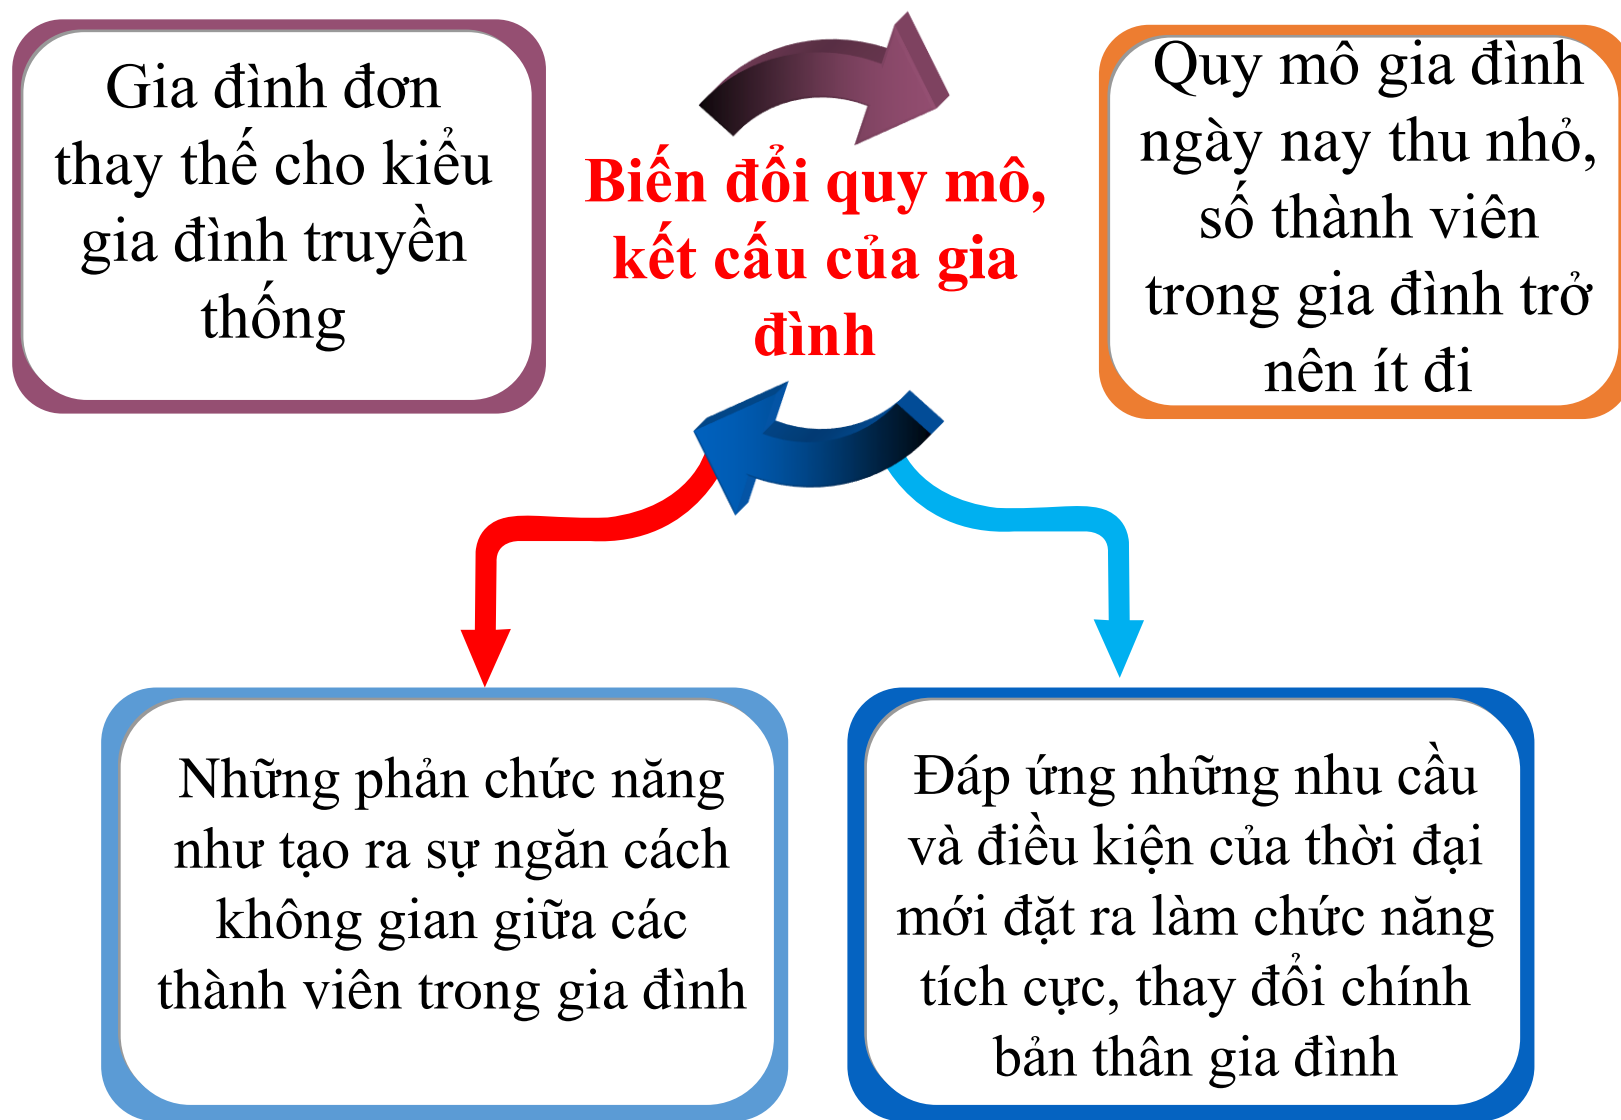 Gia đình đơn
thay thế cho kiểu
gia đình truyền
thống
Biến đổi quy mô,
kết cấu của gia
đình
Quy mô gia đình
ngày nay thu nhỏ,
số thành viên
trong gia đình trở
nên ít đi
Những phản chức năng
như tạo ra sự ngăn cách
không gian giữa các
thành viên trong gia đình
Đáp ứng những nhu cầu
và điều kiện của thời đại
mới đặt ra làm chức năng
tích cực, thay đổi chính
bản thân gia đình